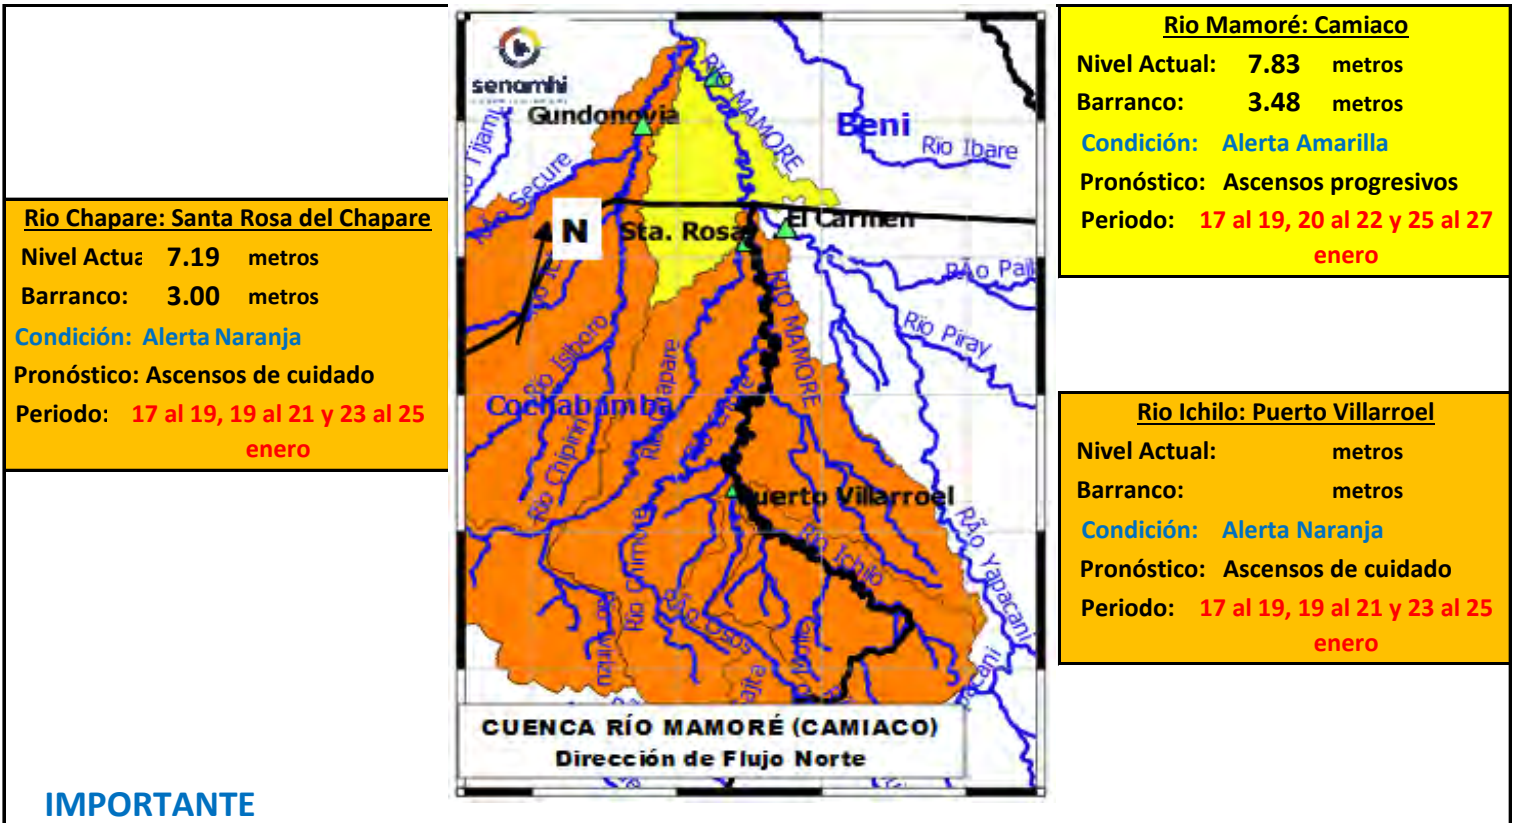 Rio Chapare: Santa Rosa del Chapare
Nivel Actua 7.19 metros
Barranco: 3.00 metros
Condición: Alerta Naranja
Pronóstico: Ascensos de cuidado
Periodo: 17 al 19, 19 al 21 y 23 al 25
enero
IMPORTANTE
senamhi
Gundonovia
RIO MAMORE
Beni
Rio Ibare
Rio Secure
N
Sta. Rosa
El Carmen
RIO MAMORE
Rio Piray
Rio Isiboro
Cochabamba
Puerto Villarroel
Rio Ichilo
RÃo Yapacani
CUENCA RÍO MAMORÉ (CAMIACO)
Dirección de Flujo Norte
Rio Mamoré: Camiaco
Nivel Actual: 7.83 metros
Barranco: 3.48 metros
Condición: Alerta Amarilla
Pronóstico: Ascensos progresivos
Periodo: 17 al 19, 20 al 22 y 25 al 27
enero
Rio Ichilo: Puerto Villarroel
Nivel Actual: metros
Barranco: metros
Condición: Alerta Naranja
Pronóstico: Ascensos de cuidado
Periodo: 17 al 19, 19 al 21 y 23 al 25
enero